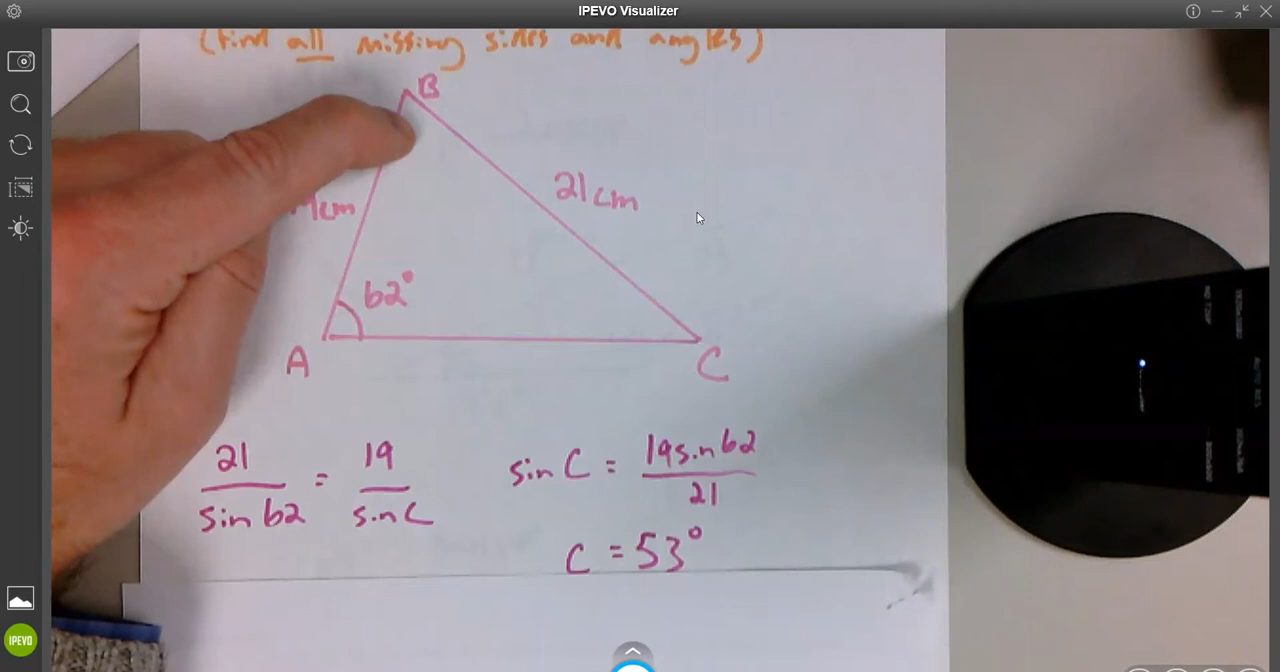 IPEVO Visualizer
(find all missing sides and angles)
B
21cm
62°
A
C
21 / sin 62 = 19 / sin C
sin C = 19 sin 62 / 21
C = 53°
IPEVO